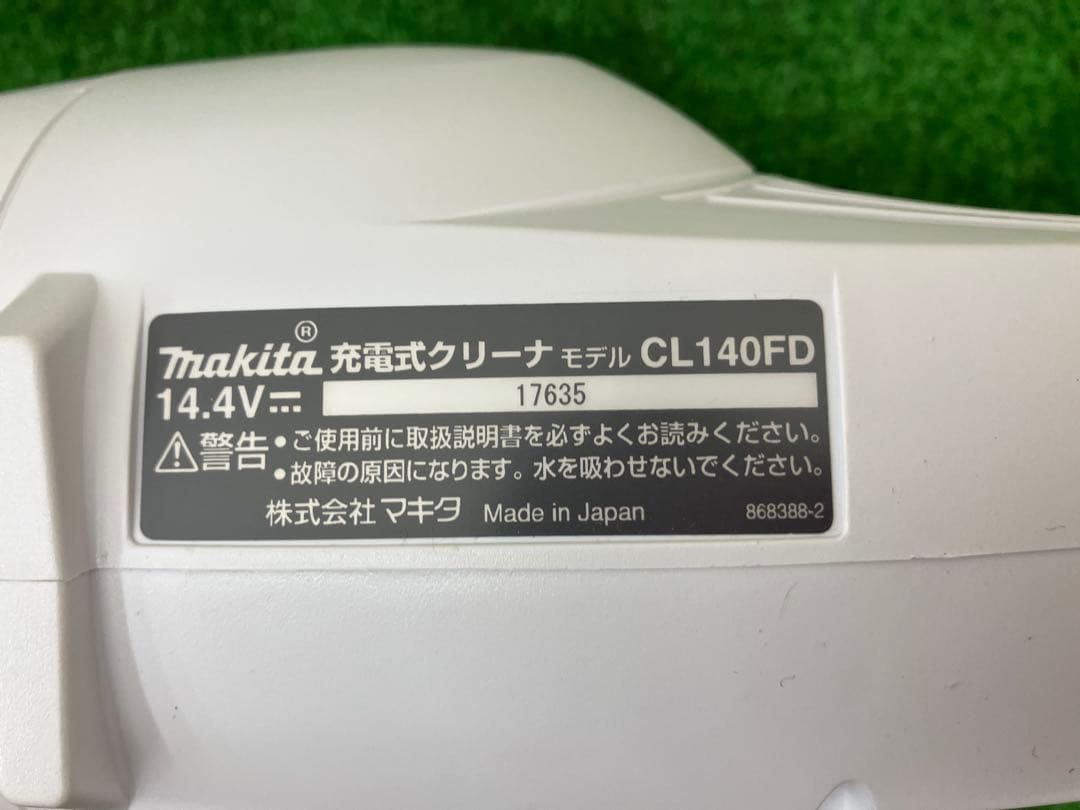 makita® 充電式クリーナ モデル CL140FD
14.4V⎓ 17635
⚠警告 •ご使用前に取扱説明書を必ずよくお読みください。
•故障の原因になります。水を吸わせないでください。
株式会社マキタ Made in Japan 868388-2